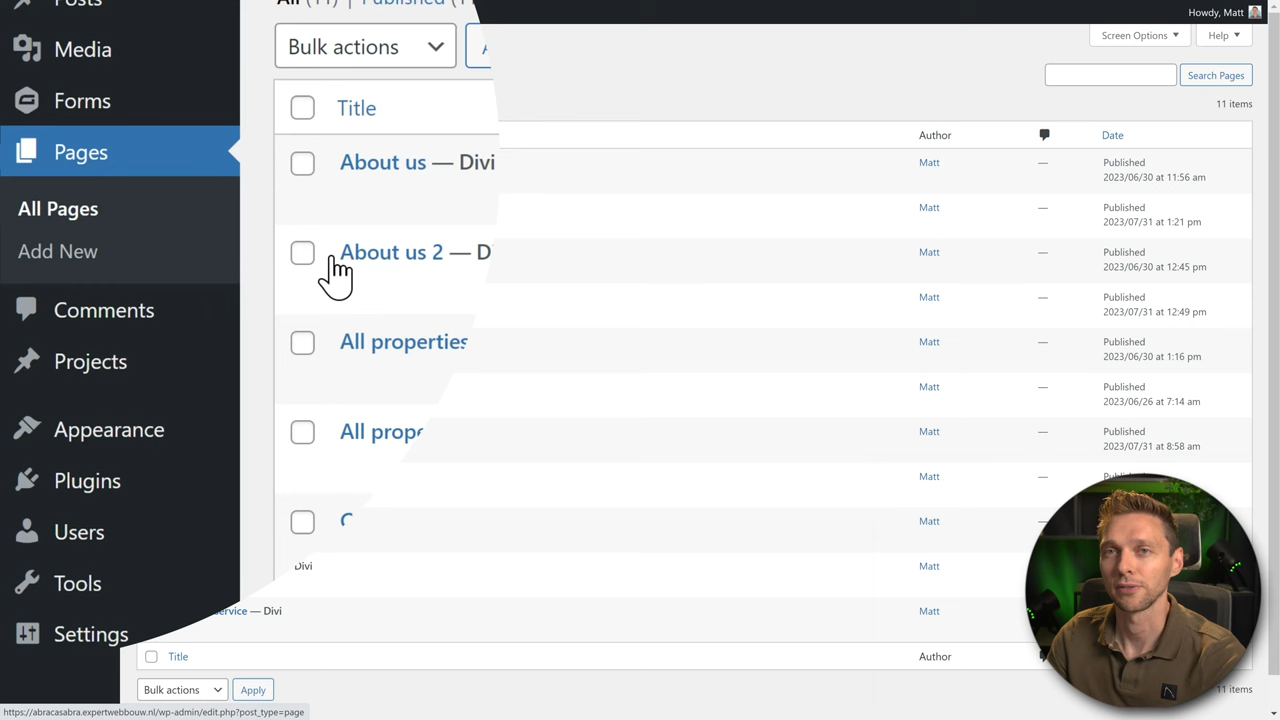 Howdy, Matt
Posts
Media
Forms
Pages
All Pages
Add New
Comments
Projects
Appearance
Plugins
Users
Tools
Settings
Screen Options
Help
Search Pages
11 items
Bulk actions
Title
Author
Date
About us — Divi
Matt
—
Published
2023/06/30 at 11:56 am
Matt
—
Published
2023/07/31 at 1:21 pm
About us 2 — D
Matt
—
Published
2023/06/30 at 12:45 pm
Matt
—
Published
2023/07/31 at 12:49 pm
All properties
Matt
—
Published
2023/06/30 at 1:16 pm
Matt
—
Published
2023/06/26 at 7:14 am
All prope
Matt
—
Published
2023/07/31 at 8:58 am
Matt
—
Matt
—
Divi
Matt
— Divi
Matt
Title
Author
Bulk actions
Apply
11 items
https://abracasabra.expertwebbouw.nl/wp-admin/edit.php?post_type=page